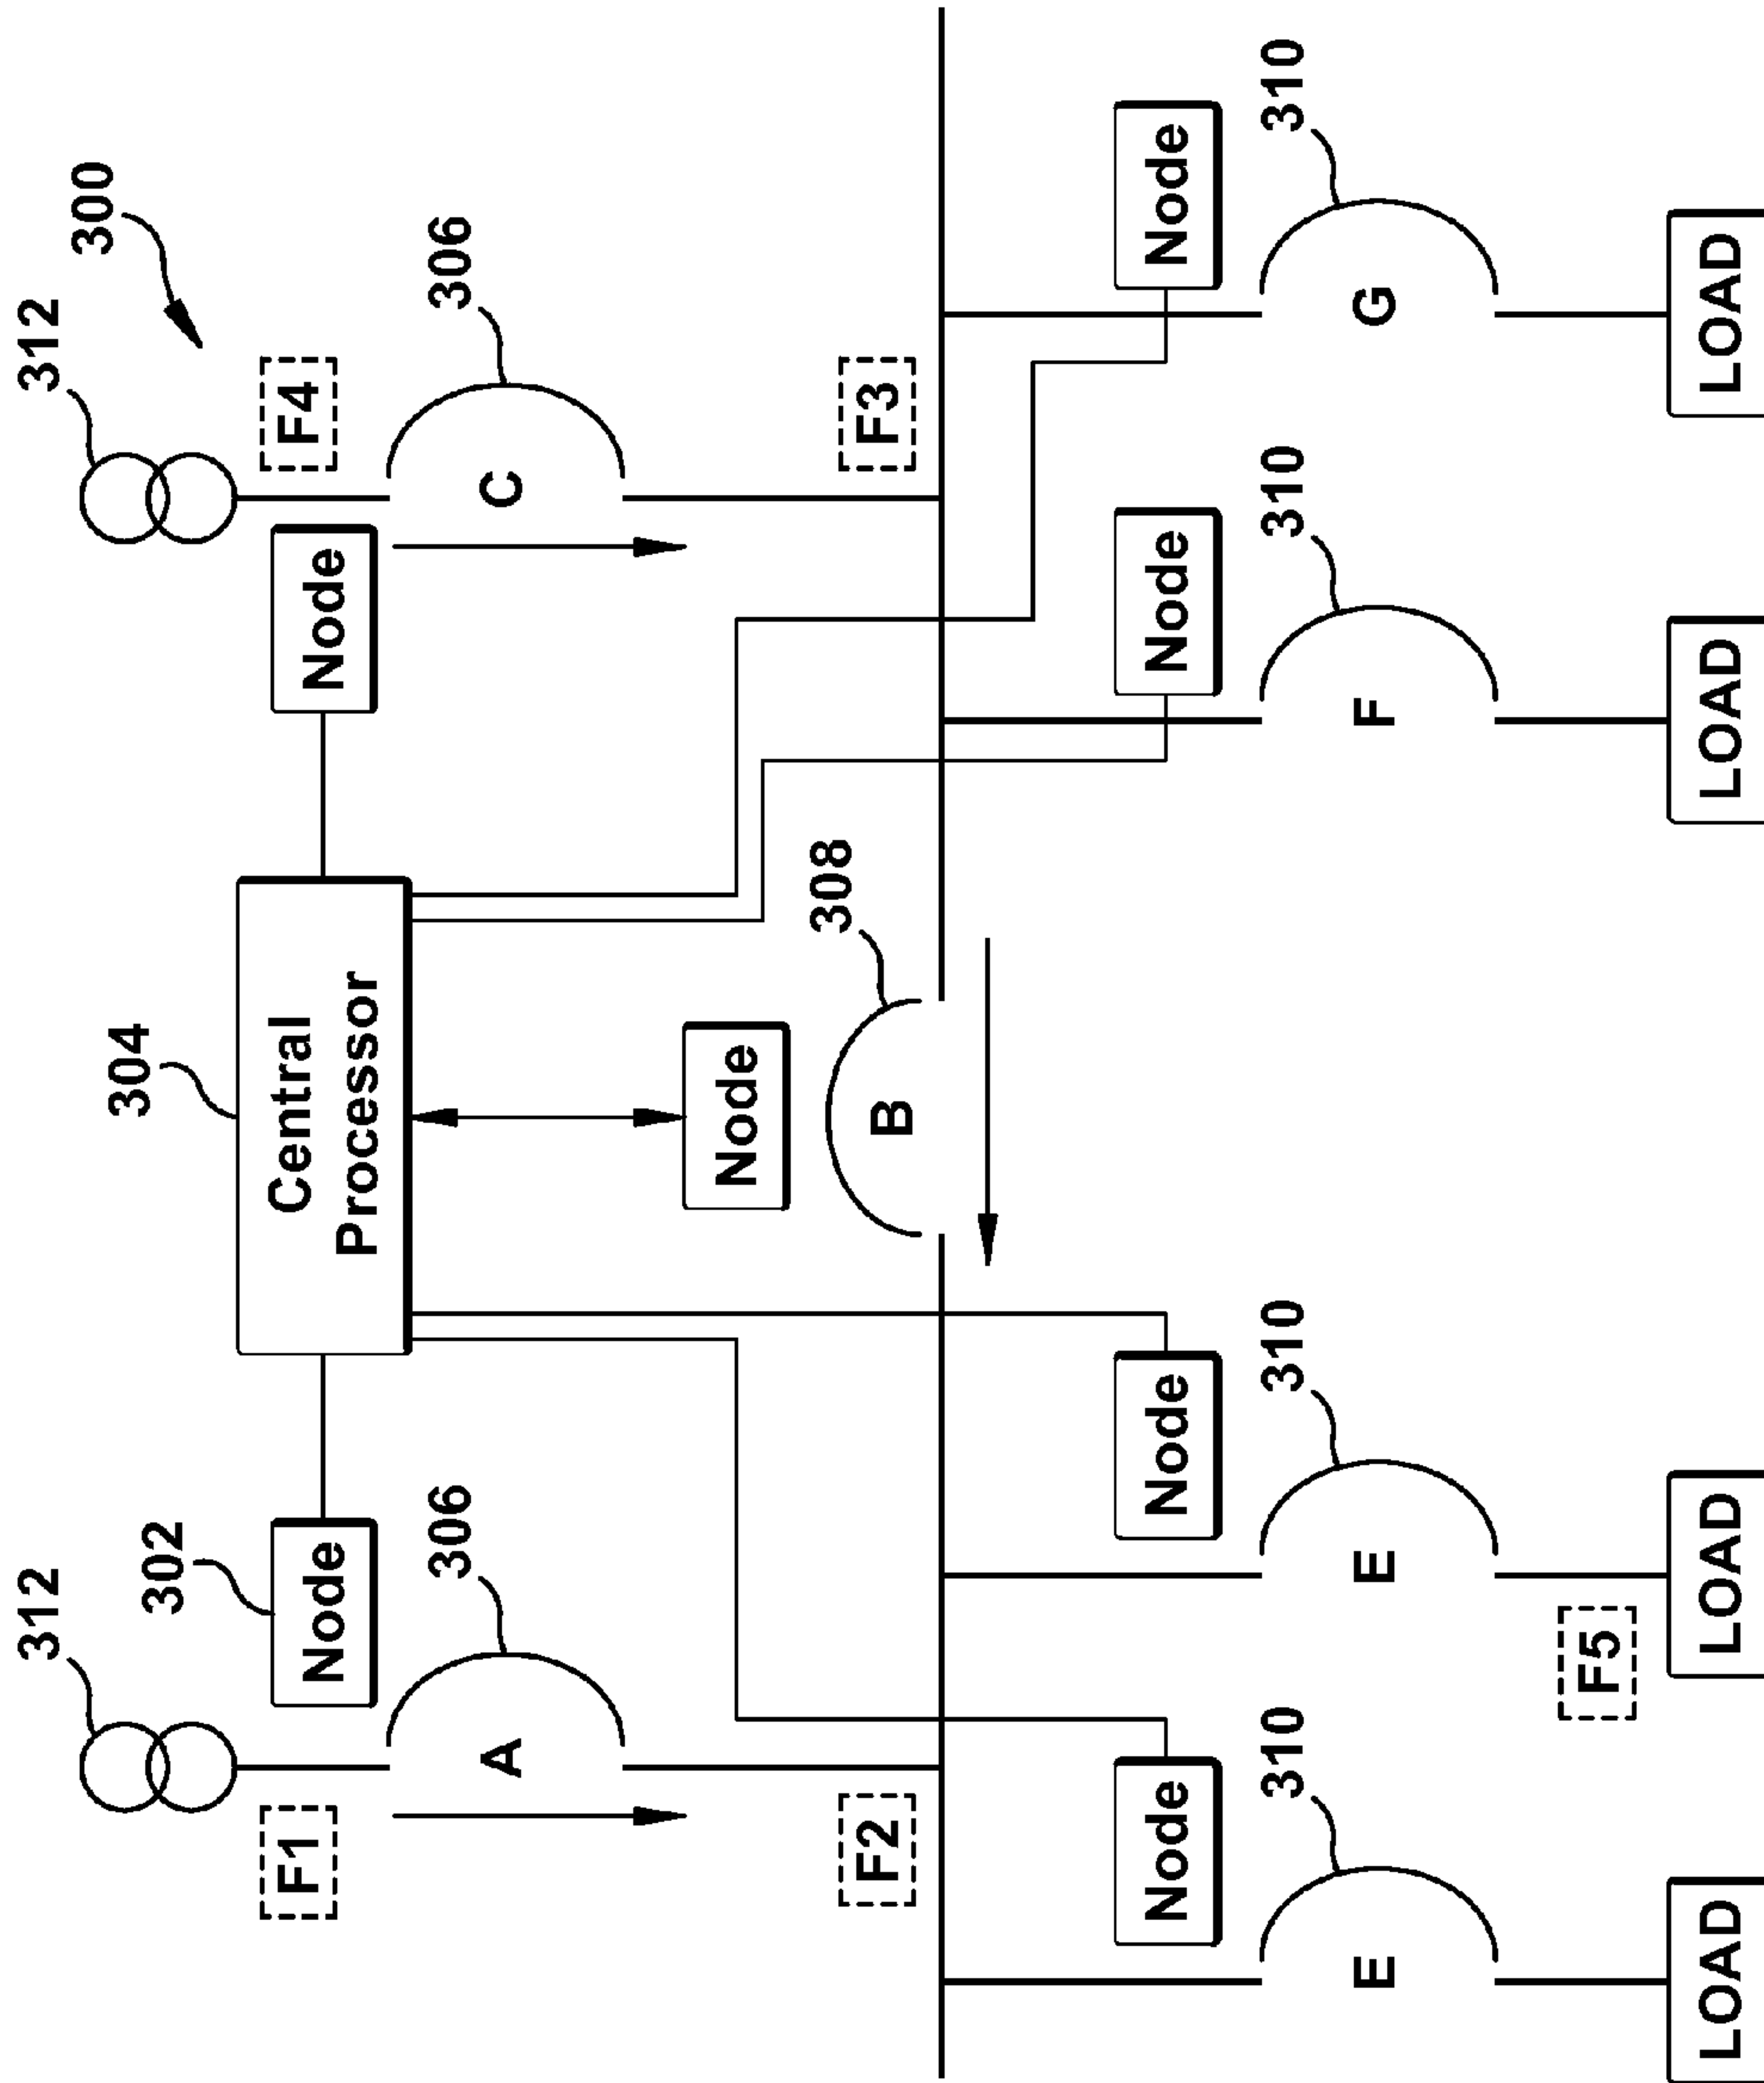 312
312
300
304
302
F1
Node
Central
Processor
Node
F4
306
306
A
C
Node
308
F2
B
F3
Node
Node
Node
Node
310
310
310
310
E
E
F
G
F5
LOAD
LOAD
LOAD
LOAD